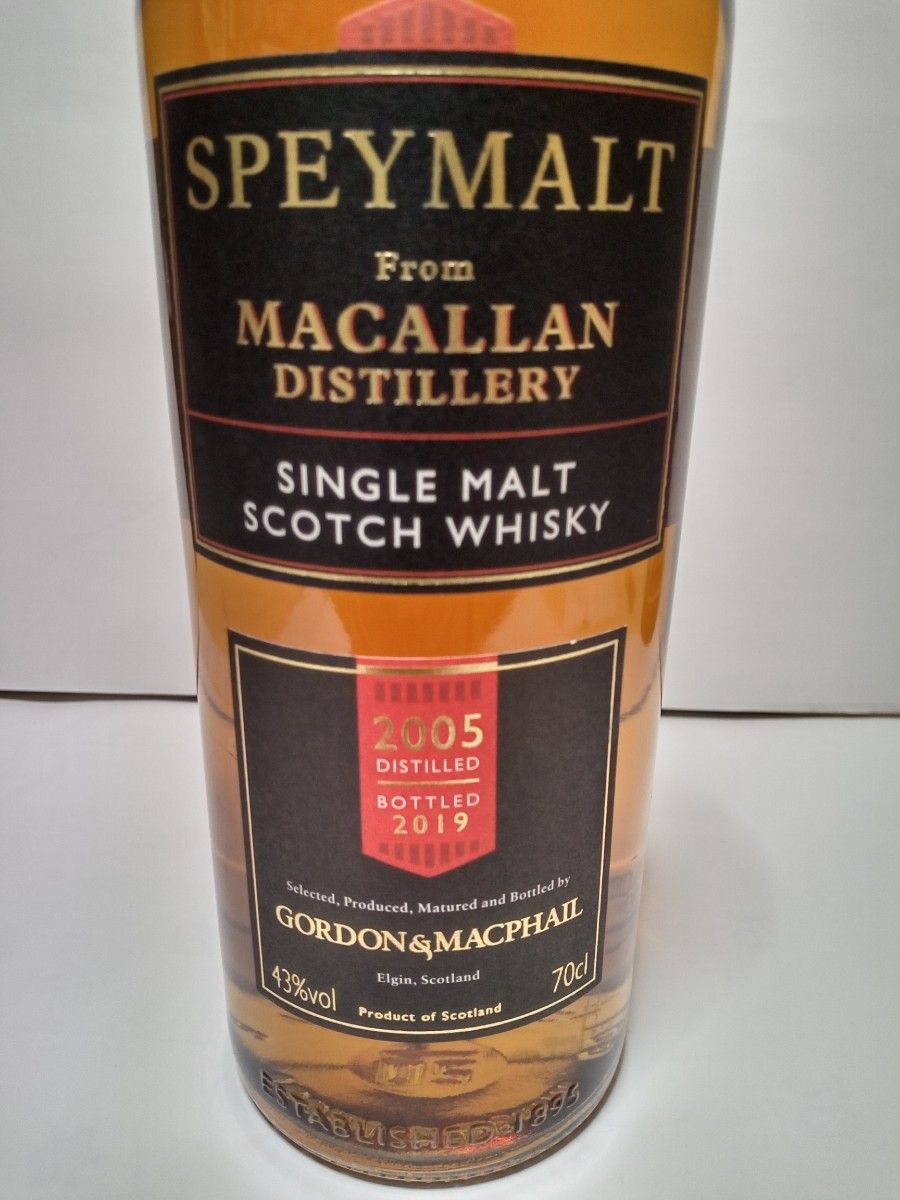 SPEYMALT
From
MACALLAN
DISTILLERY
SINGLE MALT
SCOTCH WHISKY
2005
DISTILLED
BOTTLED
2019
Selected, Produced, Matured and Bottled by
GORDON&MACPHAIL
Elgin, Scotland
43%vol
70cl
Product of Scotland
ESTABLISHED 1895